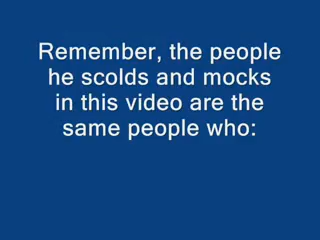 Remember, the people
he scolds and mocks
in this video are the
same people who: